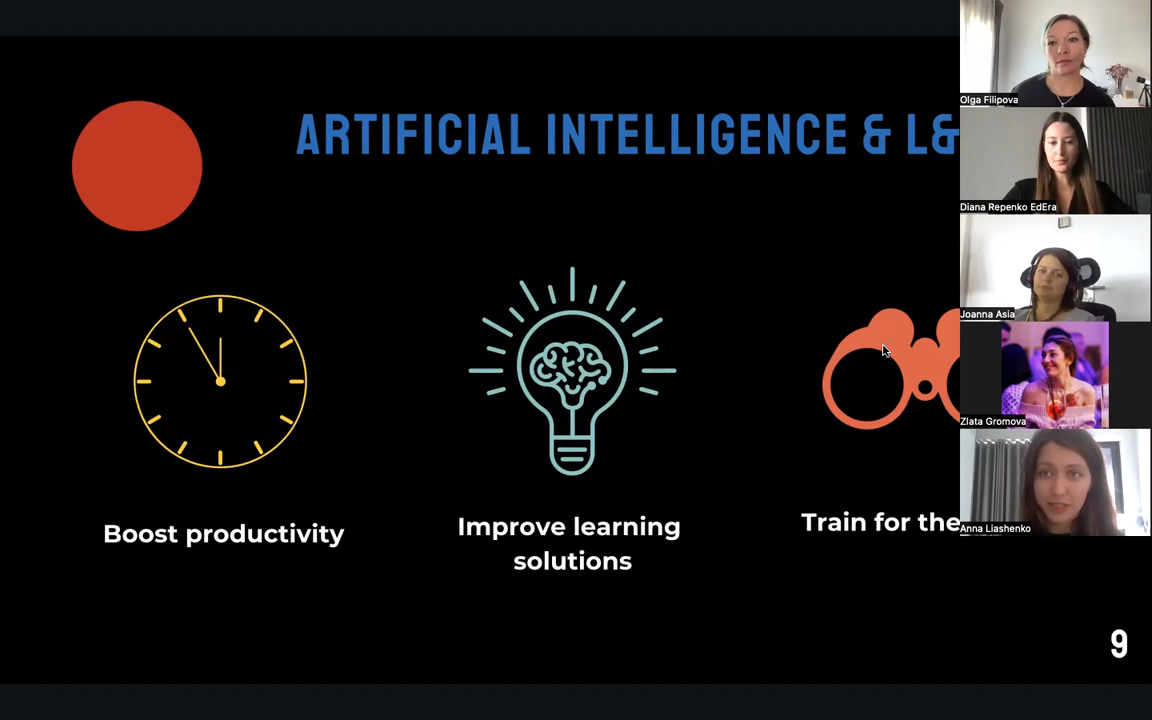 ARTIFICIAL INTELLIGENCE & L&
Boost productivity
Improve learning
solutions
Train for the
9
Olga Filipova
Diana Repenko EdEra
Joanna Asia
Zlata Gromova
Anna Liashenko